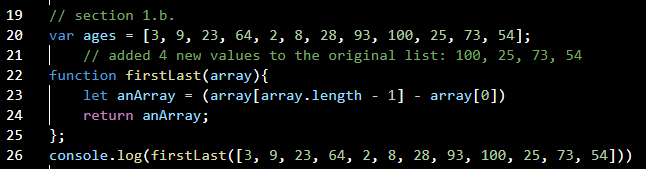 19 // section 1.b.
20 var ages = [3, 9, 23, 64, 2, 8, 28, 93, 100, 25, 73, 54];
21     // added 4 new values to the original list: 100, 25, 73, 54
22 function firstLast(array){
23     let anArray = (array[array.length - 1] - array[0])
24     return anArray;
25 };
26 console.log(firstLast([3, 9, 23, 64, 2, 8, 28, 93, 100, 25, 73, 54]))